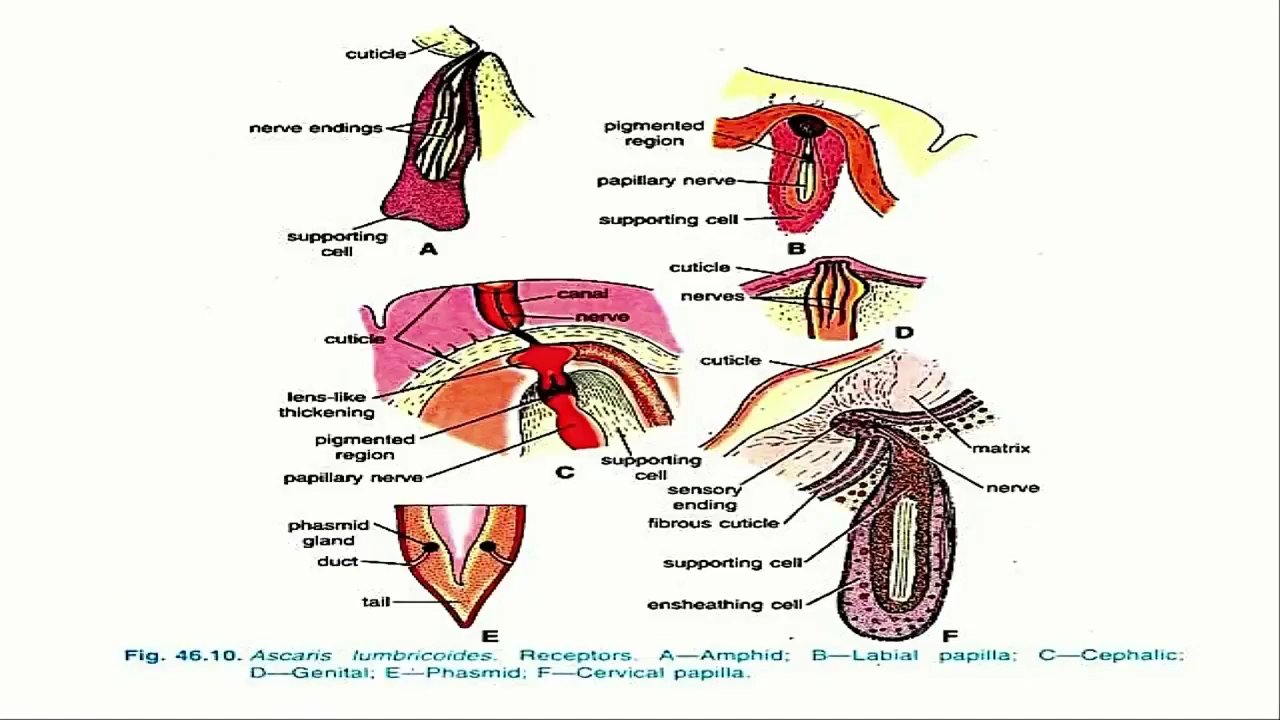 cuticle
nerve endings
supporting
cell
A
pigmented
region
papillary nerve
supporting cell
B
cuticle
nerves
D
canal
nerve
cuticle
lens-like
thickening
pigmented
region
papillary nerve
C
supporting
cell
cuticle
matrix
sensory
ending
nerve
fibrous cuticle
supporting cell
ensheathing cell
F
phasmid
gland
duct
tail
E
Fig. 46.10. Ascaris lumbricoides. Receptors. A—Amphid; B—Labial papilla; C—Cephalic;
D—Genital; E—Phasmid; F—Cervical papilla.